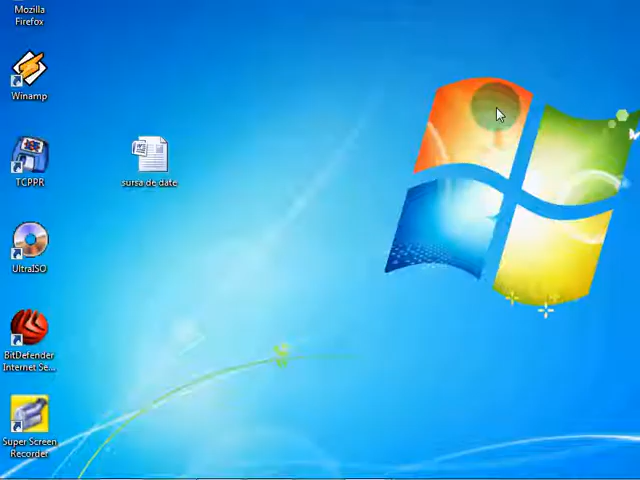 Mozilla
Firefox
Winamp
TCPPR
sursa de date
UltraISO
BitDefender
Internet Se...
Super Screen
Recorder